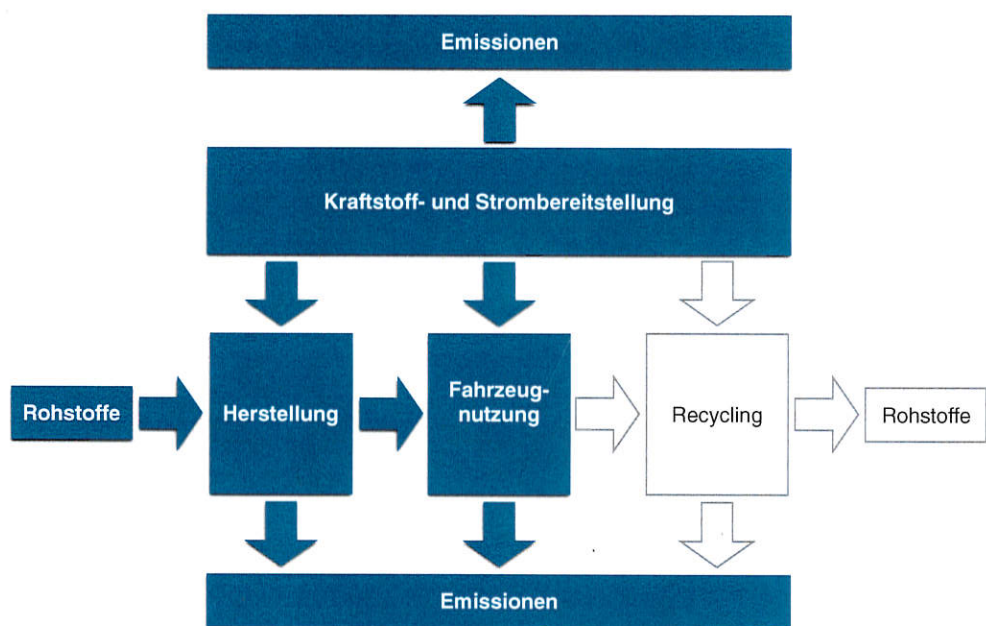 Emissionen
Kraftstoff- und Strombereitstellung
Rohstoffe
Herstellung
Fahrzeug-
nutzung
Recycling
Rohstoffe
Emissionen